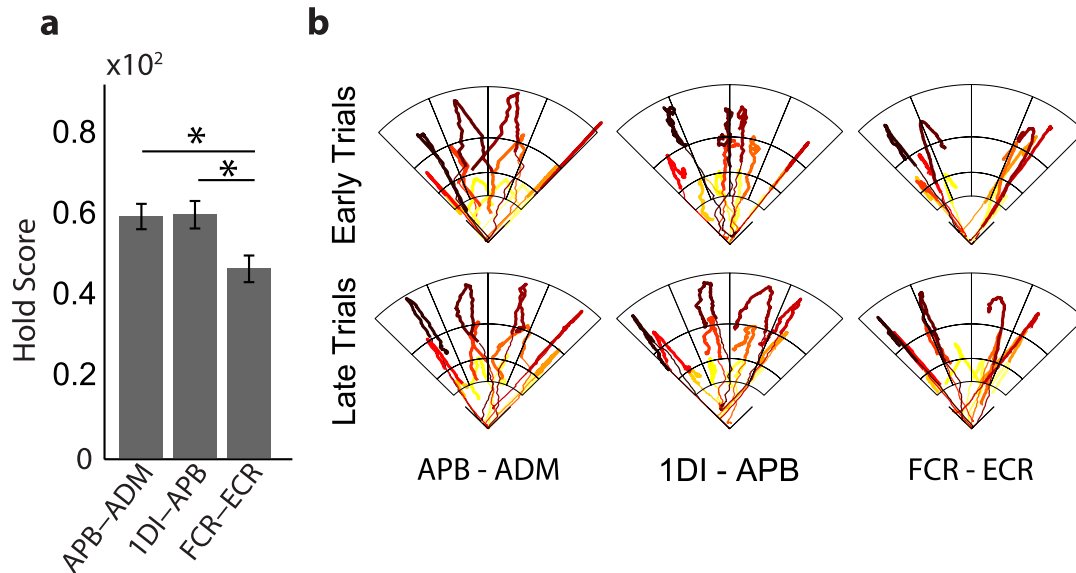 a
x10²
Hold Score
0.8
0.6
0.4
0.2
0
*
*
APB–ADM
1DI–APB
FCR–ECR
b
Early Trials
Late Trials
APB - ADM
1DI - APB
FCR - ECR